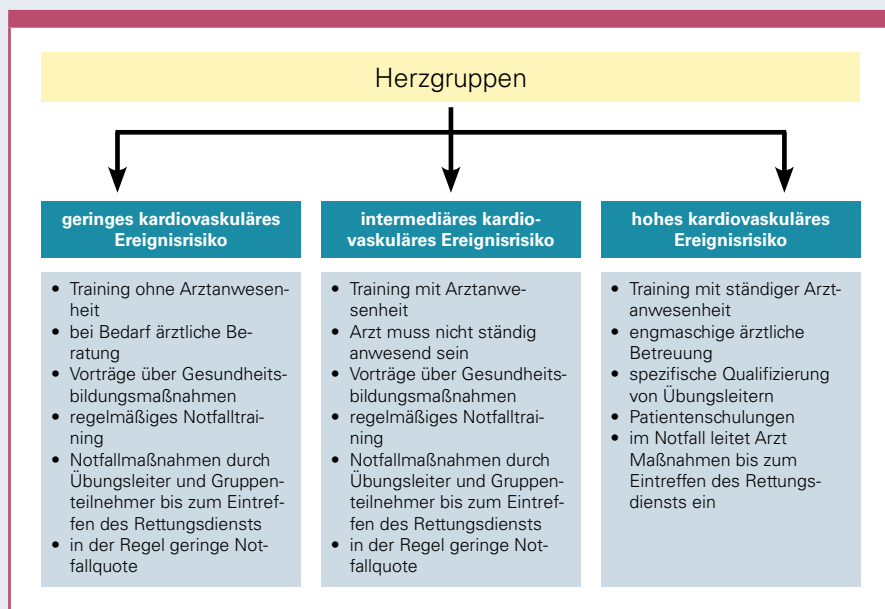 Herzgruppen
geringes kardiovaskuläres
Ereignisrisiko
• Training ohne Arztanwesen-
heit
• bei Bedarf ärztliche Be-
ratung
• Vorträge über Gesundheits-
bildungsmaßnahmen
• regelmäßiges Notfalltrai-
ning
• Notfallmaßnahmen durch
Übungsleiter und Gruppen-
teilnehmer bis zum Eintref-
fen des Rettungsdiensts
• in der Regel geringe Not-
fallquote
intermediäres kardio-
vaskuläres Ereignisrisiko
• Training mit Arztanwe-
senheit
• Arzt muss nicht ständig
anwesend sein
• Vorträge über Gesundheits-
bildungsmaßnahmen
• regelmäßiges Notfalltrai-
ning
• Notfallmaßnahmen durch
Übungsleiter und Gruppen-
teilnehmer bis zum Eintref-
fen des Rettungsdiensts
• in der Regel geringe Not-
fallquote
hohes kardiovaskuläres
Ereignisrisiko
• Training mit ständiger Arzt-
anwesenheit
• engmaschige ärztliche
Betreuung
• spezifische Qualifizierung
von Übungsleitern
• Patientenschulungen
• im Notfall leitet Arzt
Maßnahmen bis zum
Eintreffen des Rettungs-
diensts ein